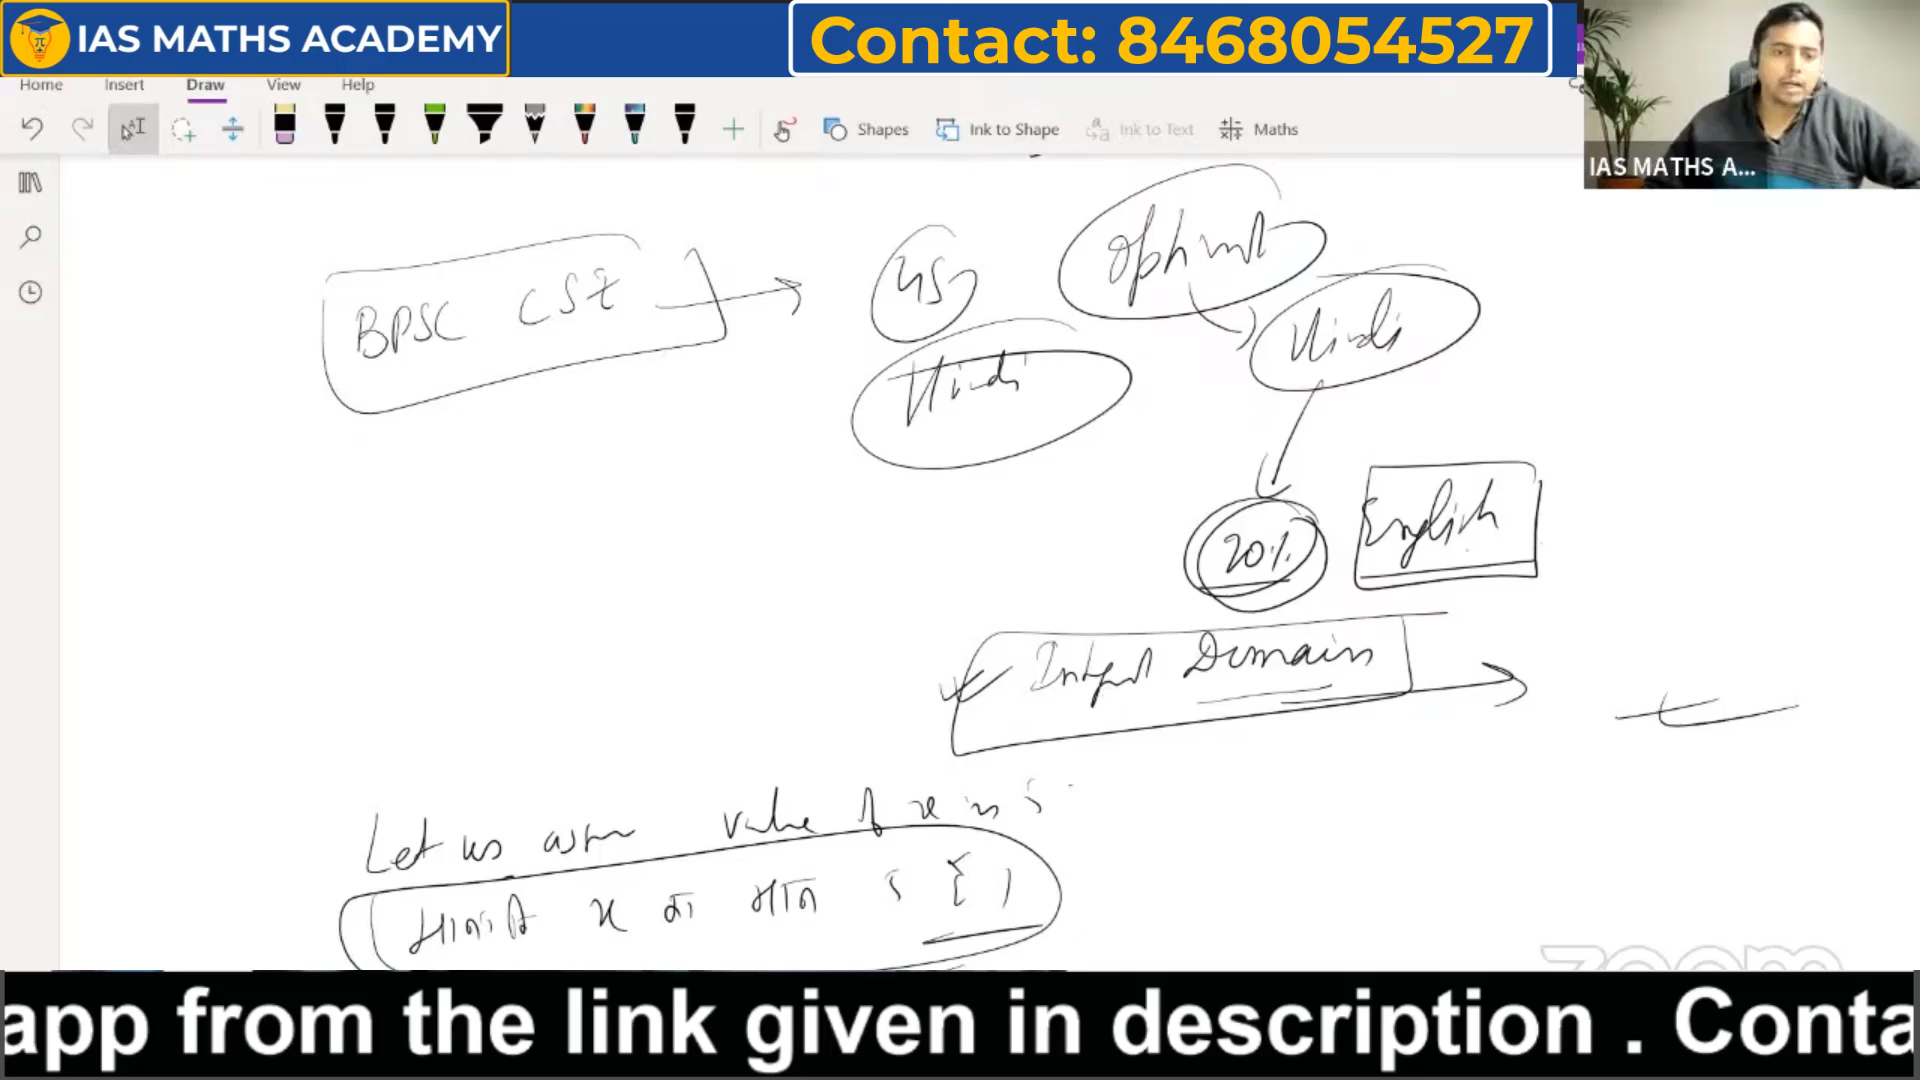 IAS MATHS ACADEMY
Contact: 8468054527
Home Insert Draw View Help
Shapes Ink to Shape Ink to Text Maths
IAS MATHS A...
BPSC CSE
Hindi
Hindi
20%
English
Integral Domain
Let us assume value of x is 5
x का मान 5 है
zoom
app from the link given in description . Conta